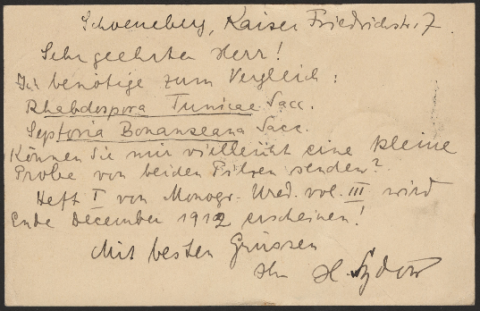 Schoeneberg, Kaiser Friedrichstr. 7.
Sehr geehrter Herr!
Ich benötige zum Vergleich:
Rhabdospora Tunicae Sacc.
Septoria Bonanseana Sacc.
Können Sie mir vielleicht eine kleine
Probe von beiden Pilzen senden?
Heft I von Monogr. Ured. vol. III wird
Ende Dezember 1912 erscheinen!
Mit besten Grüssen
Ihr H. Sydow